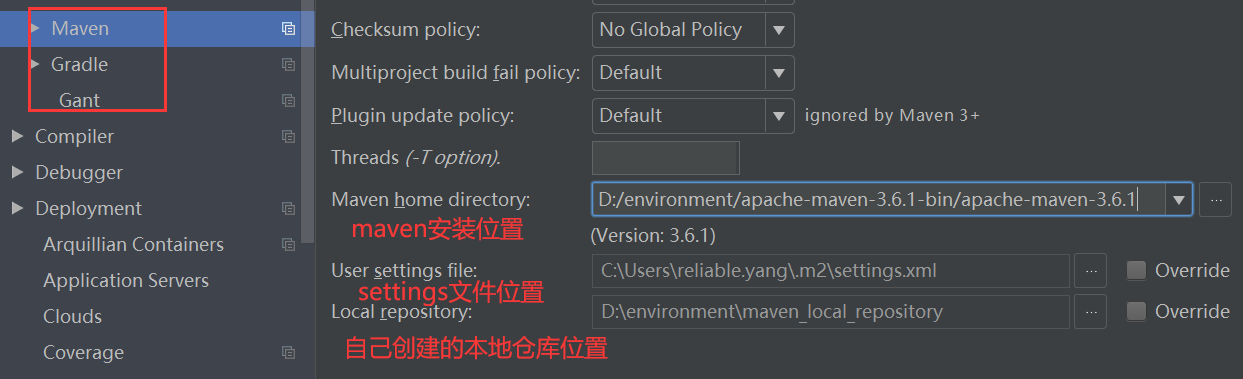 Maven
Gradle
Gant
Compiler
Debugger
Deployment
Arquillian Containers
Application Servers
Clouds
Coverage
Checksum policy: No Global Policy
Multiproject build fail policy: Default
Plugin update policy: Default ignored by Maven 3+
Threads (-T option).
Maven home directory: D:/environment/apache-maven-3.6.1-bin/apache-maven-3.6.1 ...
maven安装位置
(Version: 3.6.1)
User settings file: C:\Users\reliable.yang\.m2\settings.xml ... Override
settings文件位置
Local repository: D:\environment\maven_local_repository ... Override
自己创建的本地仓库位置